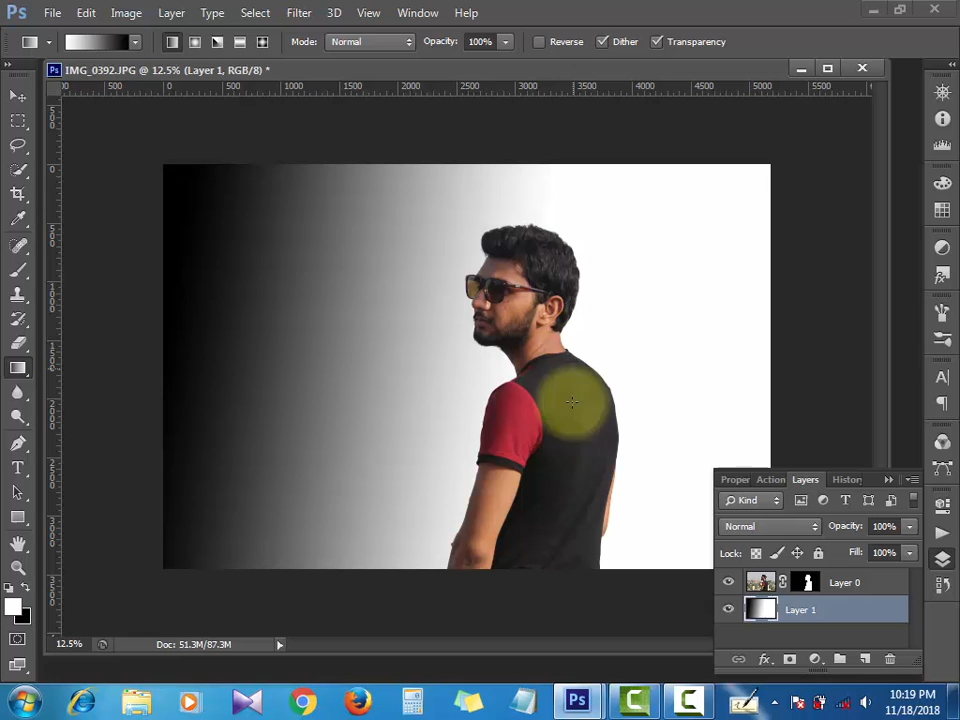 Ps File Edit Image Layer Type Select Filter 3D View Window Help
Mode: Normal Opacity: 100% Reverse Dither Transparency
Ps IMG_0392.JPG @ 12.5% (Layer 1, RGB/8) *
500 0 500 1000 1500 2000 2500 3000 3500 4000 4500 5000 5500
Proper Action Layers Histor
Kind
Normal Opacity: 100%
Lock: Fill: 100%
Layer 0
Layer 1
12.5% Doc: 51.3M/87.3M
Ps
10:19 PM
11/18/2018